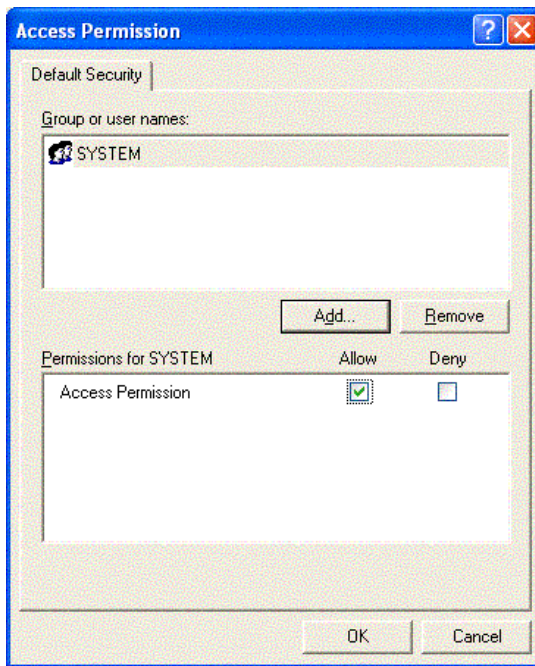 Access Permission
Default Security
Group or user names:
SYSTEM
Add... Remove
Permissions for SYSTEM Allow Deny
Access Permission
OK Cancel